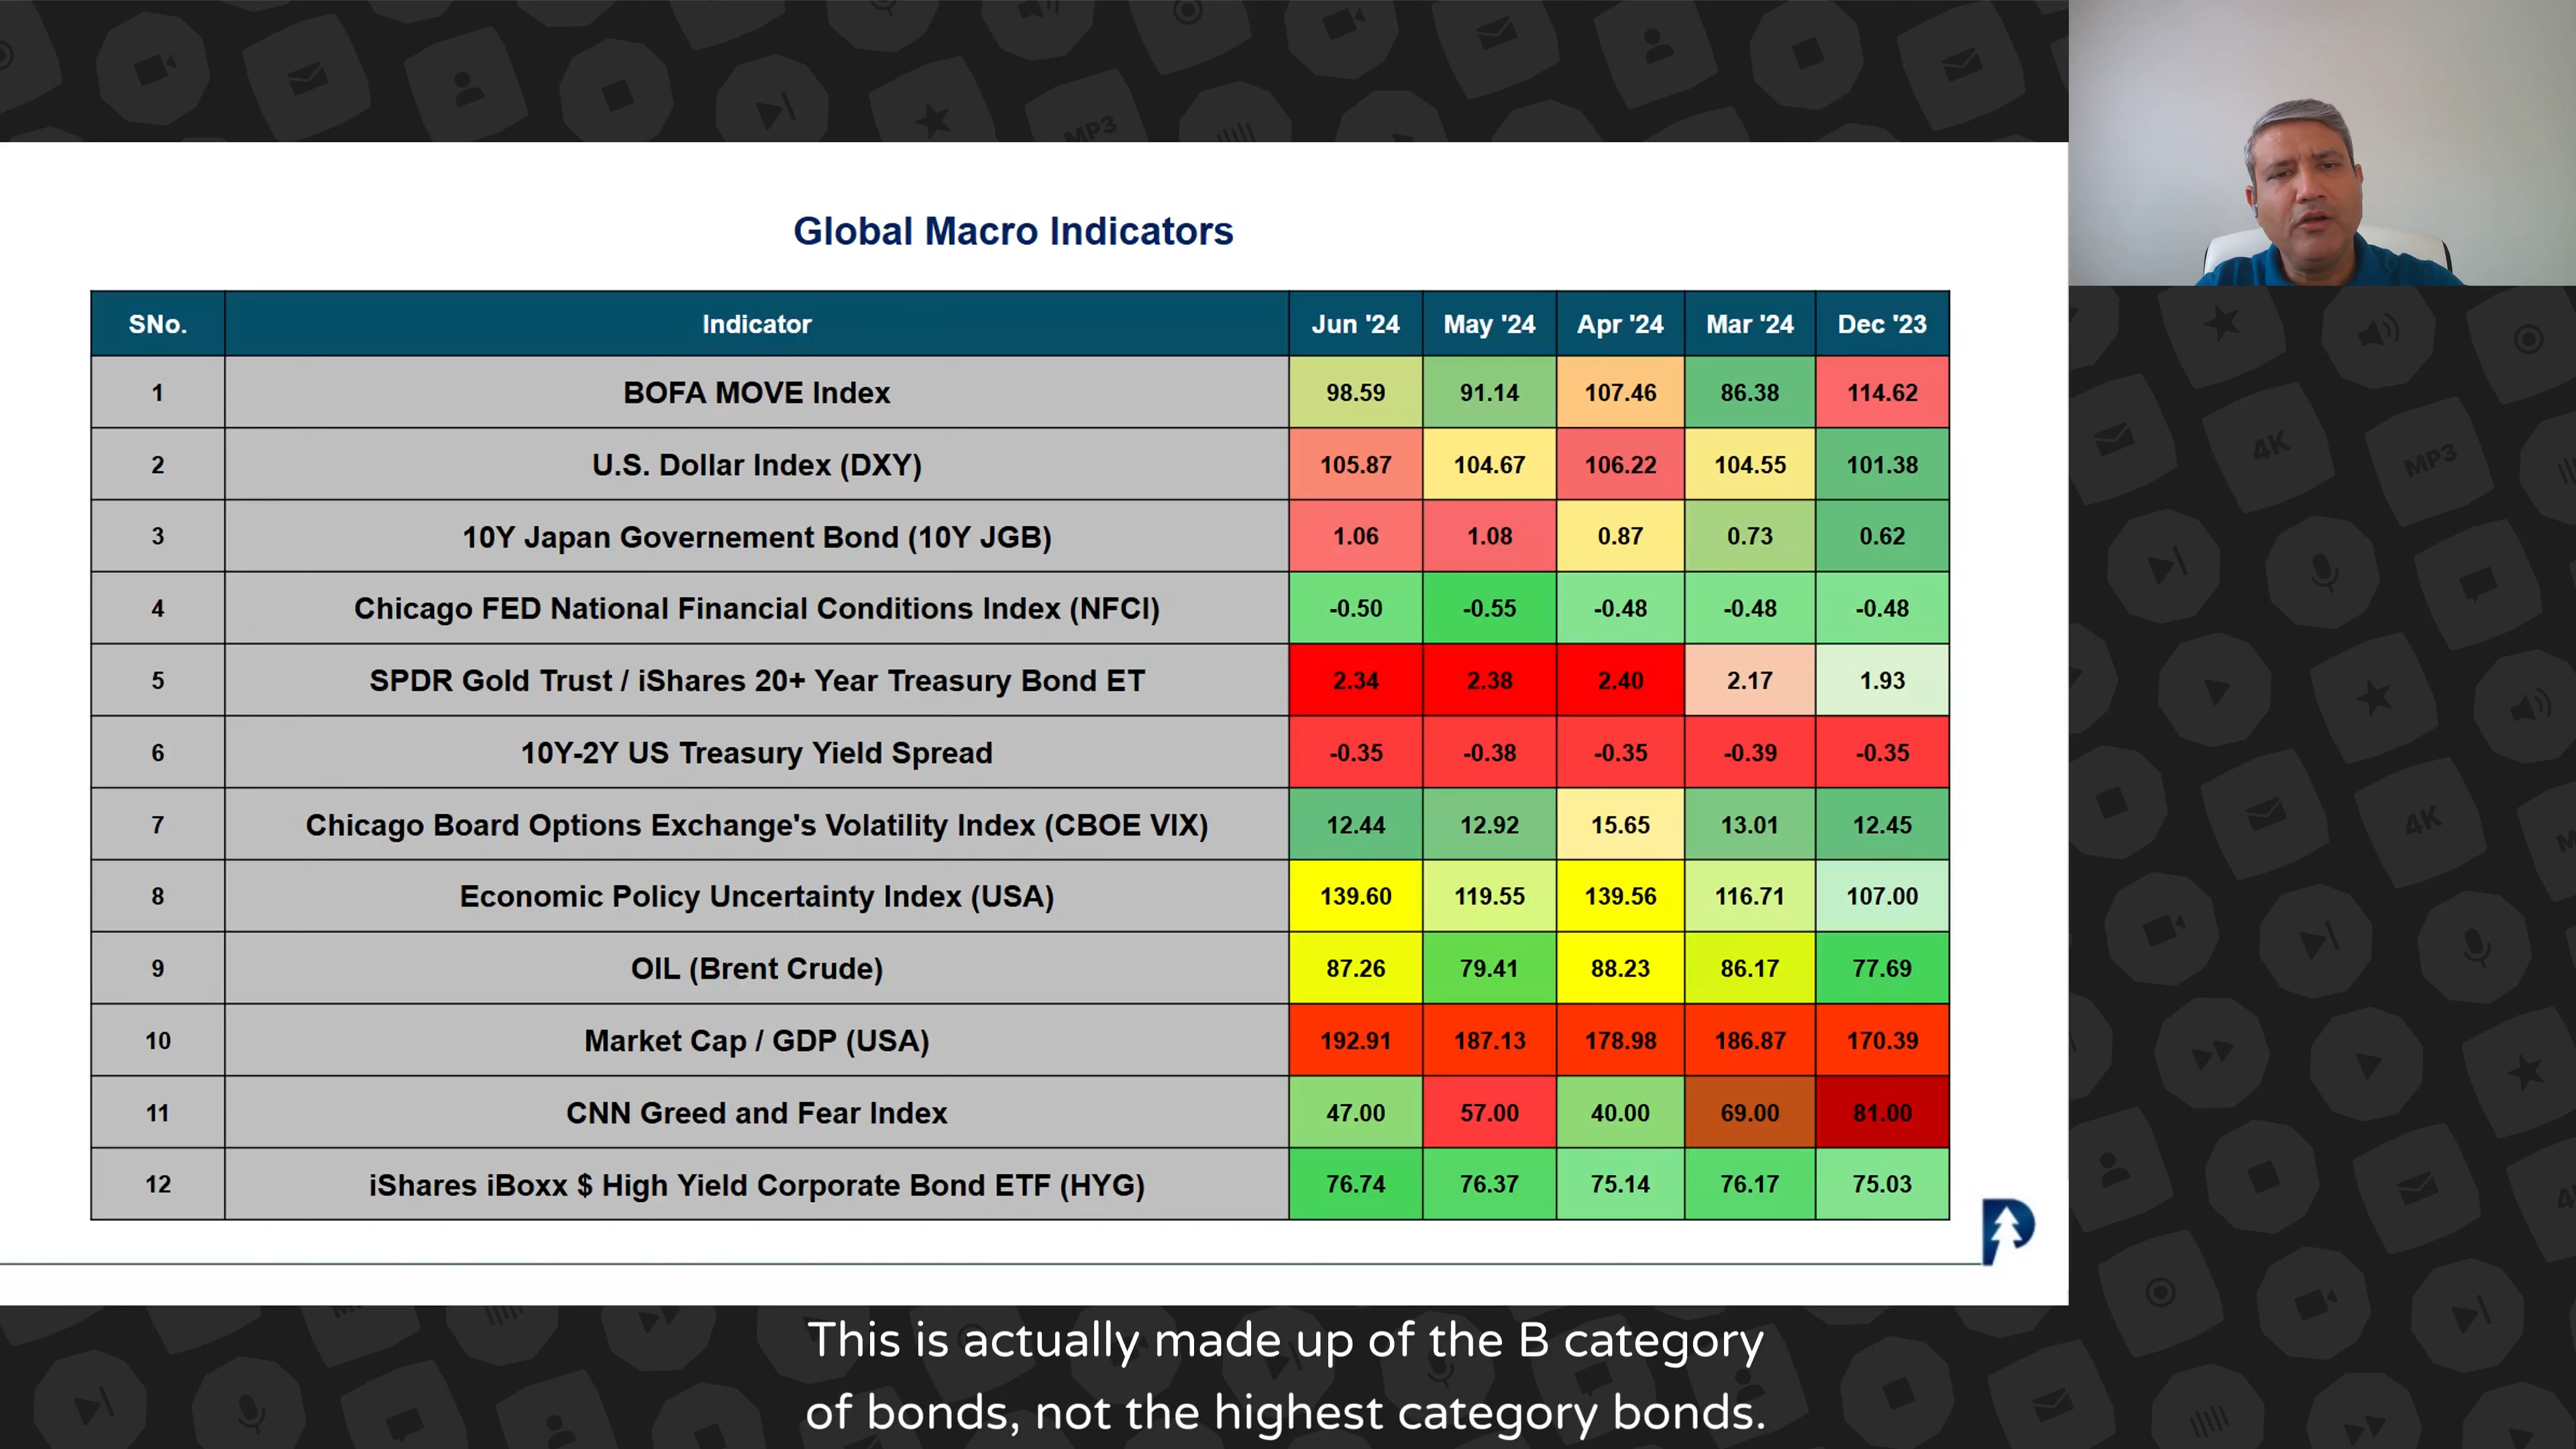 MP3
Global Macro Indicators
SNo. Indicator Jun '24 May '24 Apr '24 Mar '24 Dec '23
1 BOFA MOVE Index 98.59 91.14 107.46 86.38 114.62
2 U.S. Dollar Index (DXY) 105.87 104.67 106.22 104.55 101.38
3 10Y Japan Governement Bond (10Y JGB) 1.06 1.08 0.87 0.73 0.62
4 Chicago FED National Financial Conditions Index (NFCI) -0.50 -0.55 -0.48 -0.48 -0.48
5 SPDR Gold Trust / iShares 20+ Year Treasury Bond ET 2.34 2.38 2.40 2.17 1.93
6 10Y-2Y US Treasury Yield Spread -0.35 -0.38 -0.35 -0.39 -0.35
7 Chicago Board Options Exchange's Volatility Index (CBOE VIX) 12.44 12.92 15.65 13.01 12.45
8 Economic Policy Uncertainty Index (USA) 139.60 119.55 139.56 116.71 107.00
9 OIL (Brent Crude) 87.26 79.41 88.23 86.17 77.69
10 Market Cap / GDP (USA) 192.91 187.13 178.98 186.87 170.39
11 CNN Greed and Fear Index 47.00 57.00 40.00 69.00 81.00
12 iShares iBoxx $ High Yield Corporate Bond ETF (HYG) 76.74 76.37 75.14 76.17 75.03
4K
MP3
4K
This is actually made up of the B category
of bonds, not the highest category bonds.